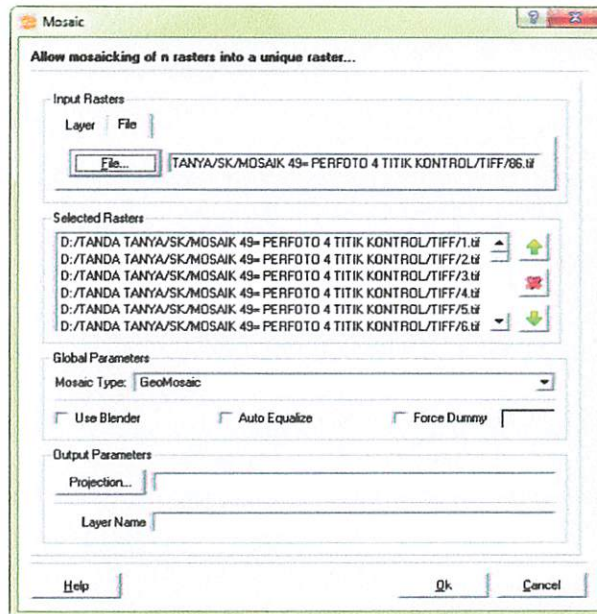 Mosaic
Allow mosaicking of n rasters into a unique raster...
Input Rasters
Layer File
File... TANYA/SK/MOSAIK 49= PERFOTO 4 TITIK KONTROL/TIFF/86.tif
Selected Rasters
D:/TANDA TANYA/SK/MOSAIK 49= PERFOTO 4 TITIK KONTROL/TIFF/1.tif
D:/TANDA TANYA/SK/MOSAIK 49= PERFOTO 4 TITIK KONTROL/TIFF/2.tif
D:/TANDA TANYA/SK/MOSAIK 49= PERFOTO 4 TITIK KONTROL/TIFF/3.tif
D:/TANDA TANYA/SK/MOSAIK 49= PERFOTO 4 TITIK KONTROL/TIFF/4.tif
D:/TANDA TANYA/SK/MOSAIK 49= PERFOTO 4 TITIK KONTROL/TIFF/5.tif
D:/TANDA TANYA/SK/MOSAIK 49= PERFOTO 4 TITIK KONTROL/TIFF/6.tif
Global Parameters
Mosaic Type: GeoMosaic
Use Blender Auto Equalize Force Dummy
Output Parameters
Projection...
Layer Name
Help Ok Cancel